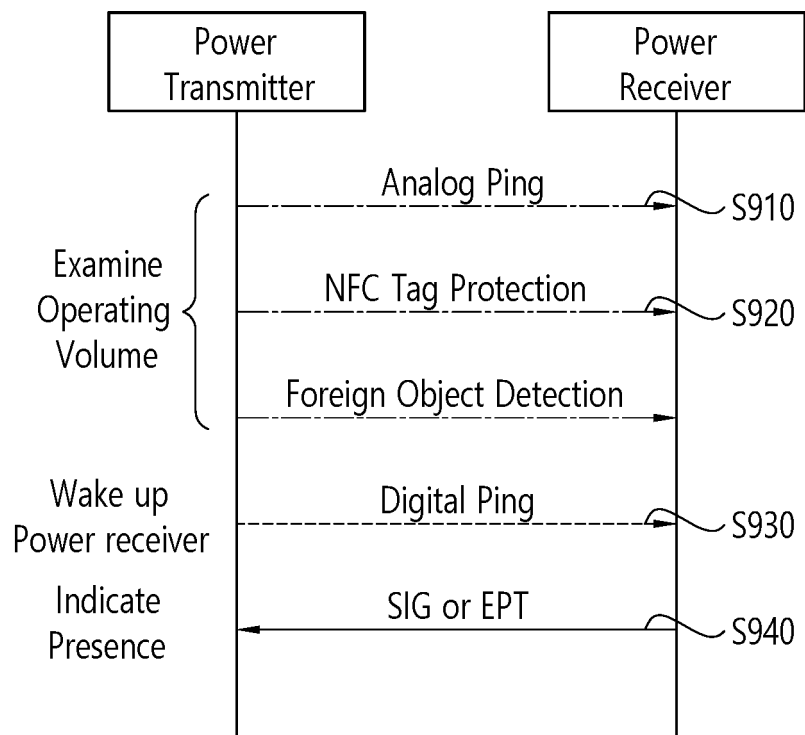 Power
Transmitter
Power
Receiver
Analog Ping
S910
Examine
Operating
Volume
NFC Tag Protection
S920
Foreign Object Detection
Wake up
Power receiver
Digital Ping
S930
Indicate
Presence
SIG or EPT
S940